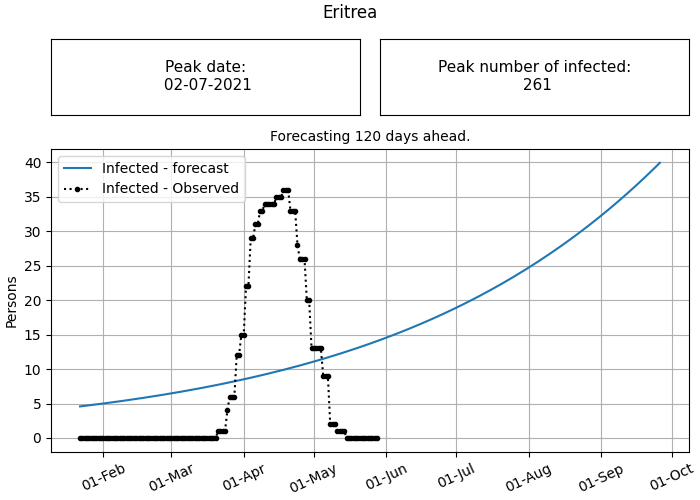 Eritrea
Peak date:
02-07-2021
Peak number of infected:
261
Forecasting 120 days ahead.
Infected - forecast
Infected - Observed
Persons
40
35
30
25
20
15
10
5
0
01-Feb
01-Mar
01-Apr
01-May
01-Jun
01-Jul
01-Aug
01-Sep
01-Oct